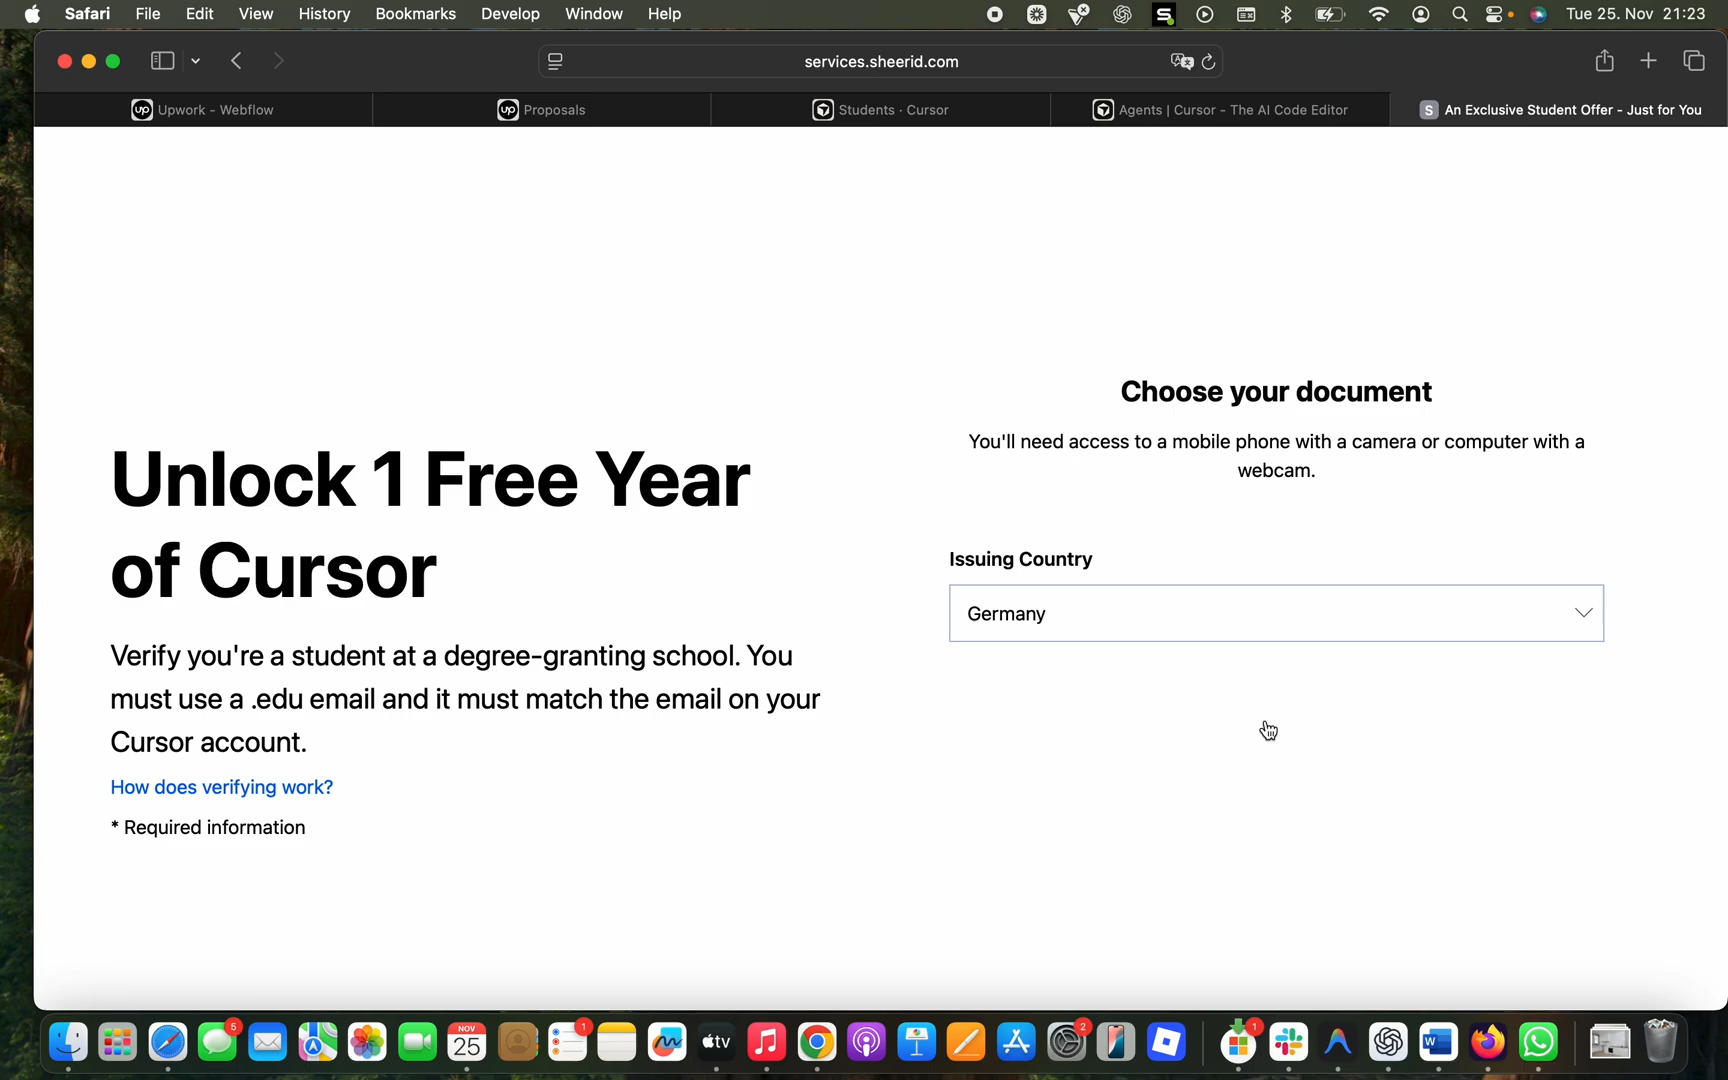 Safari File Edit View History Bookmarks Develop Window Help Tue 25. Nov 21:23
services.sheerid.com
Upwork - Webflow Proposals Students · Cursor Agents | Cursor - The AI Code Editor S An Exclusive Student Offer - Just for You
Unlock 1 Free Year
of Cursor
Verify you're a student at a degree-granting school. You
must use a .edu email and it must match the email on your
Cursor account.
How does verifying work?
* Required information
Choose your document
You'll need access to a mobile phone with a camera or computer with a
webcam.
Issuing Country
Germany
5 NOV 25 1 tv 2 1 W